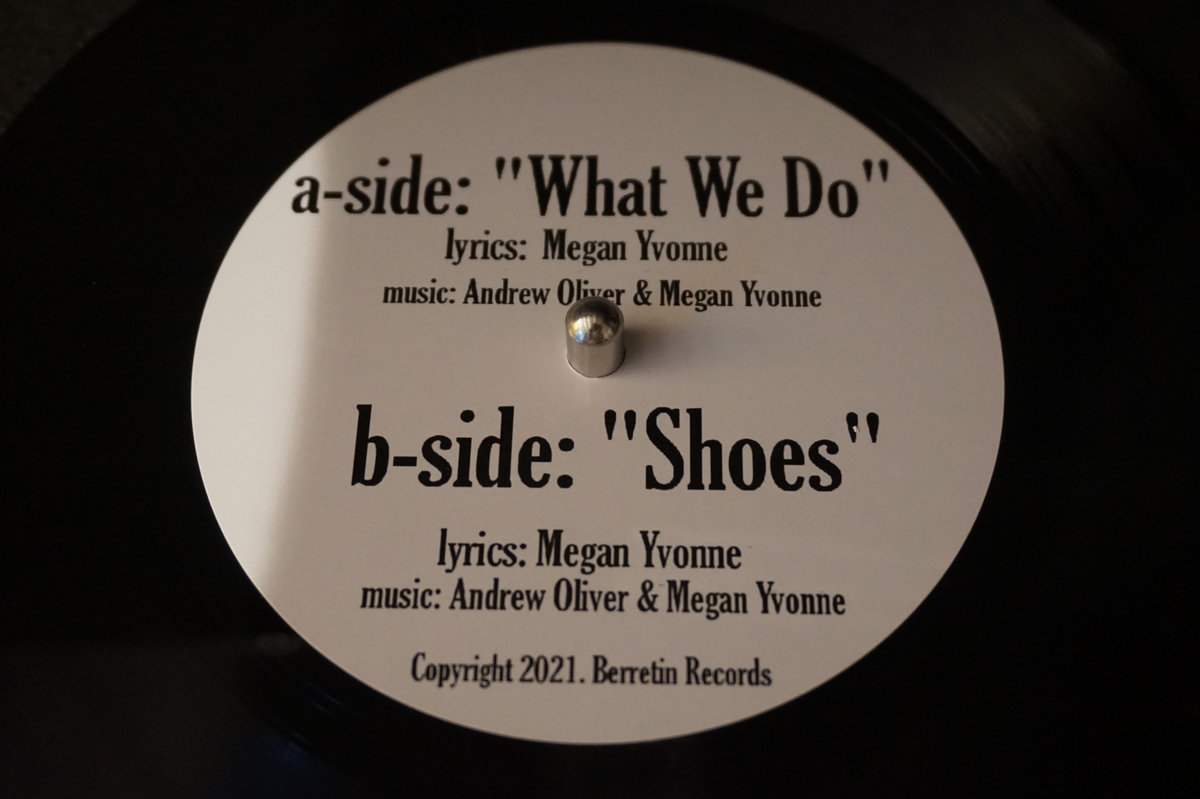 a-side: "What We Do"
lyrics: Megan Yvonne
music: Andrew Oliver & Megan Yvonne
b-side: "Shoes"
lyrics: Megan Yvonne
music: Andrew Oliver & Megan Yvonne
Copyright 2021. Berretin Records